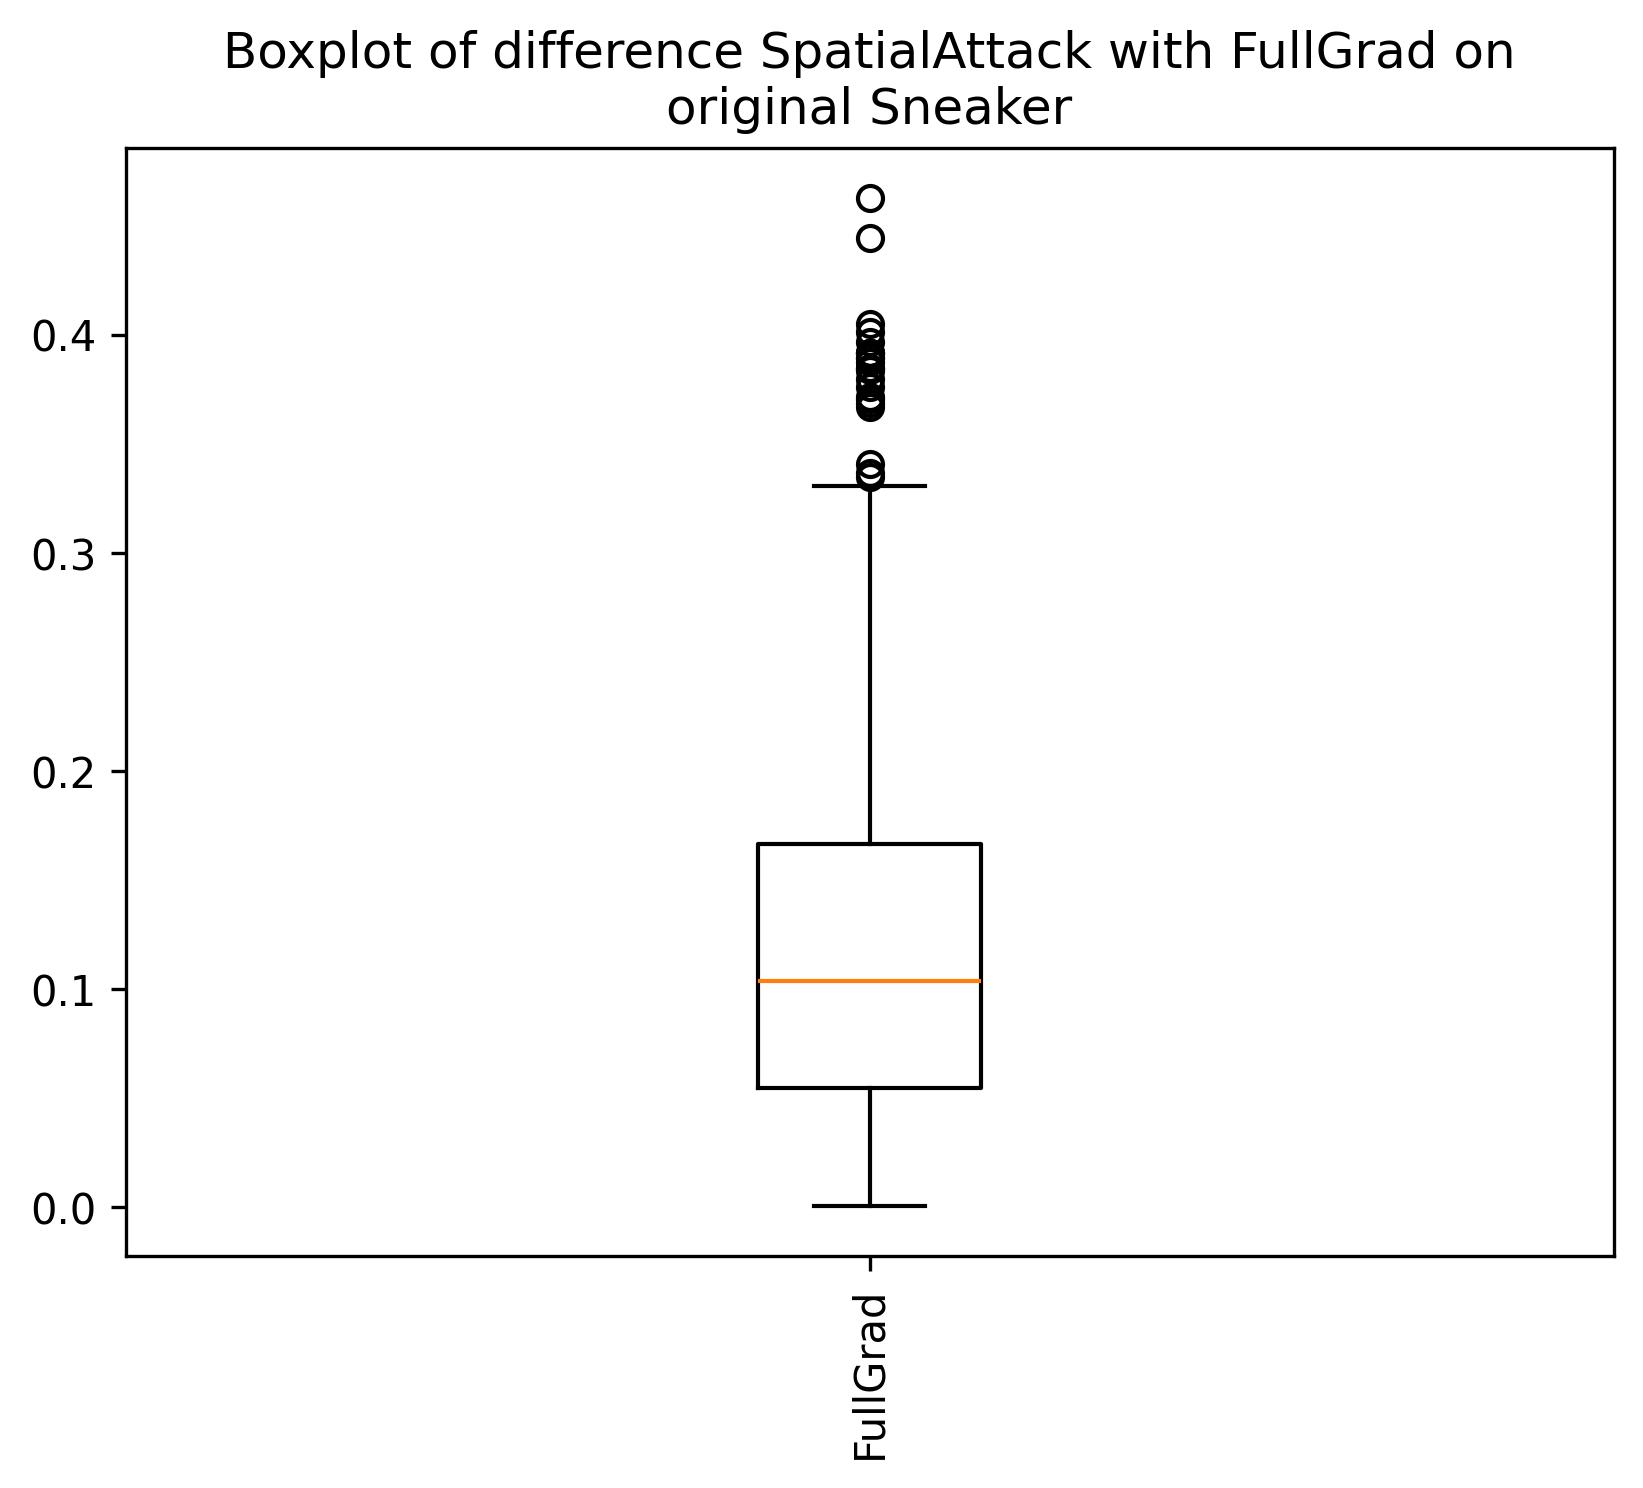 Boxplot of difference SpatialAttack with FullGrad on
original Sneaker
0.4
0.3
0.2
0.1
0.0
FullGrad